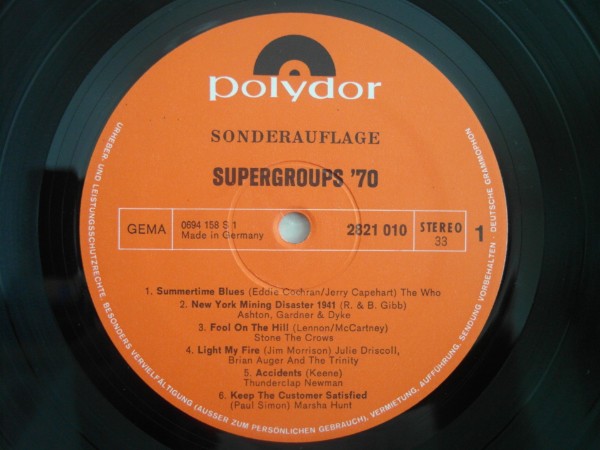 polydor
SONDERAUFLAGE
SUPERGROUPS '70
GEMA
0694 158 S 1
Made in Germany
2821 010
STEREO
33
1
1. Summertime Blues (Eddie Cochran/Jerry Capehart) The Who
2. New York Mining Disaster 1941 (R. & B. Gibb)
Ashton, Gardner & Dyke
3. Fool On The Hill (Lennon/McCartney)
Stone The Crows
4. Light My Fire (Jim Morrison) Julie Driscoll,
Brian Auger And The Trinity
5. Accidents (Keene)
Thunderclap Newman
6. Keep The Customer Satisfied
(Paul Simon) Marsha Hunt
URHEBER- UND LEISTUNGSSCHUTZRECHTE, BESONDERS VERVIELFÄLTIGUNG (AUSSER ZUM PERSÖNLICHEN GEBRAUCH), VERMIETUNG, AUFFÜHRUNG, SENDUNG VORBEHALTEN · DEUTSCHE GRAMMOPHON